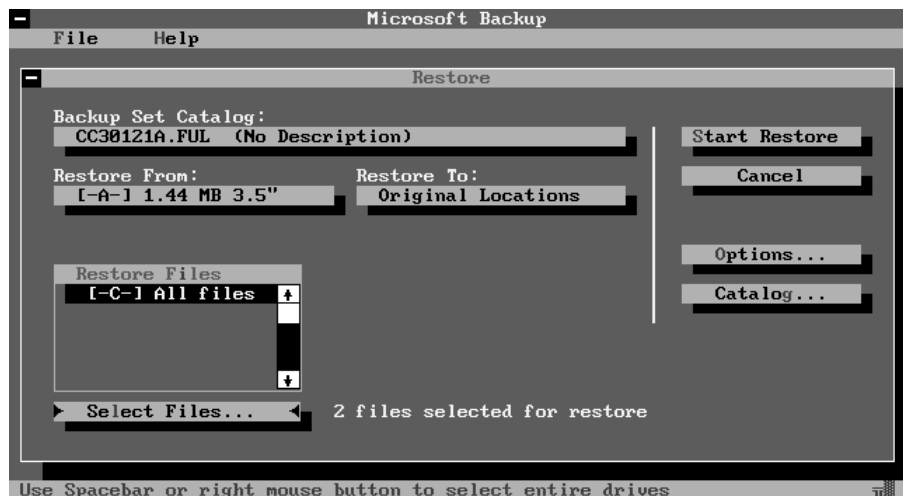 Microsoft Backup
File Help
Restore
Backup Set Catalog:
CC30121A.FUL (No Description)
Start Restore
Restore From: Restore To:
[-A-] 1.44 MB 3.5" Original Locations
Cancel
Options...
Restore Files
[-C-] All files
Catalog...
Select Files... 2 files selected for restore
Use Spacebar or right mouse button to select entire drives